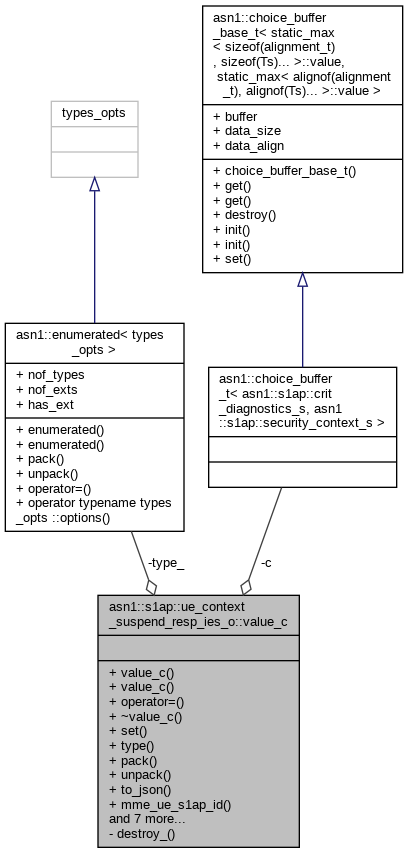 asn1::choice_buffer
_base_t< static_max
< sizeof(alignment_t)
, sizeof(Ts)... >::value,
static_max< alignof(alignment
_t), alignof(Ts)... >::value >
+ buffer
+ data_size
+ data_align
+ choice_buffer_base_t()
+ get()
+ get()
+ destroy()
+ init()
+ init()
+ set()
types_opts
asn1::enumerated< types
_opts >
+ nof_types
+ nof_exts
+ has_ext
+ enumerated()
+ enumerated()
+ pack()
+ unpack()
+ operator=()
+ operator typename types
_opts ::options()
asn1::choice_buffer
_t< asn1::s1ap::crit
_diagnostics_s, asn1
::s1ap::security_context_s >
-type_
-c
asn1::s1ap::ue_context
_suspend_resp_ies_o::value_c
+ value_c()
+ value_c()
+ operator=()
+ ~value_c()
+ set()
+ type()
+ pack()
+ unpack()
+ to_json()
+ mme_ue_s1ap_id()
and 7 more...
- destroy_()